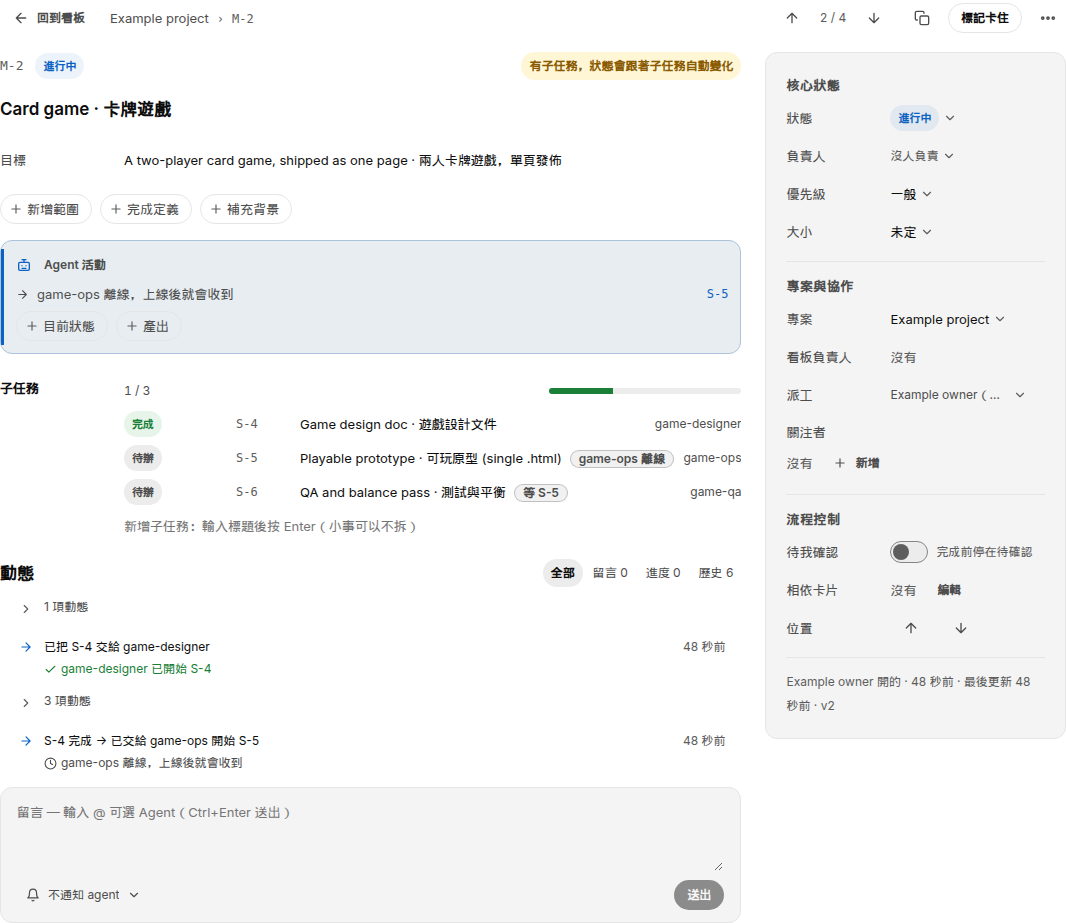 回到看板 Example project › M-2 2 / 4 標記卡住
M-2 進行中 有子任務，狀態會跟著子任務自動變化
Card game · 卡牌遊戲
目標 A two-player card game, shipped as one page · 兩人卡牌遊戲，單頁發佈
+ 新增範圍 + 完成定義 + 補充背景
Agent 活動
→ game-ops 離線，上線後就會收到 S-5
+ 目前狀態 + 產出
子任務 1 / 3
完成 S-4 Game design doc · 遊戲設計文件 game-designer
待辦 S-5 Playable prototype · 可玩原型 (single .html) game-ops 離線 game-ops
待辦 S-6 QA and balance pass · 測試與平衡 等 S-5 game-qa
新增子任務：輸入標題後按 Enter（小事可以不拆）
動態 全部 留言 0 進度 0 歷史 6
1 項動態
→ 已把 S-4 交給 game-designer 48 秒前
✓ game-designer 已開始 S-4
3 項動態
→ S-4 完成 → 已交給 game-ops 開始 S-5 48 秒前
game-ops 離線，上線後就會收到
留言 — 輸入 @ 可選 Agent（Ctrl+Enter 送出）
不通知 agent 送出
核心狀態
狀態 進行中
負責人 沒人負責
優先級 一般
大小 未定
專案與協作
專案 Example project
看板負責人 沒有
派工 Example owner (...
關注者
沒有 + 新增
流程控制
待我確認 完成前停在待確認
相依卡片 沒有 編輯
位置 ↑ ↓
Example owner 開的 · 48 秒前 · 最後更新 48
秒前 · v2